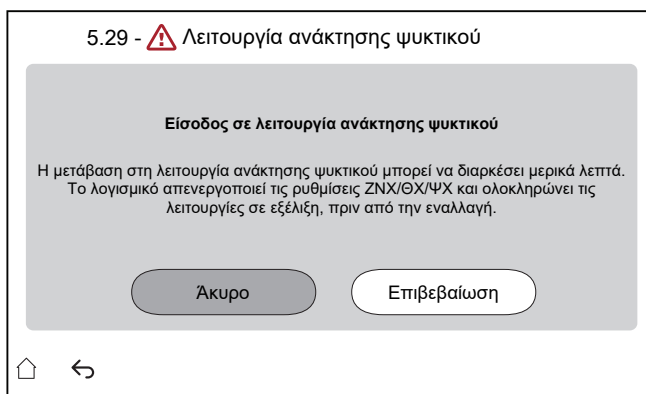 5.29 - Λειτουργία ανάκτησης ψυκτικού
Είσοδος σε λειτουργία ανάκτησης ψυκτικού
Η μετάβαση στη λειτουργία ανάκτησης ψυκτικού μπορεί να διαρκέσει μερικά λεπτά.
Το λογισμικό απενεργοποιεί τις ρυθμίσεις ΖΝΧ/ΘΧ/ΨΧ και ολοκληρώνει τις
λειτουργίες σε εξέλιξη, πριν από την εναλλαγή.
Άκυρο
Επιβεβαίωση